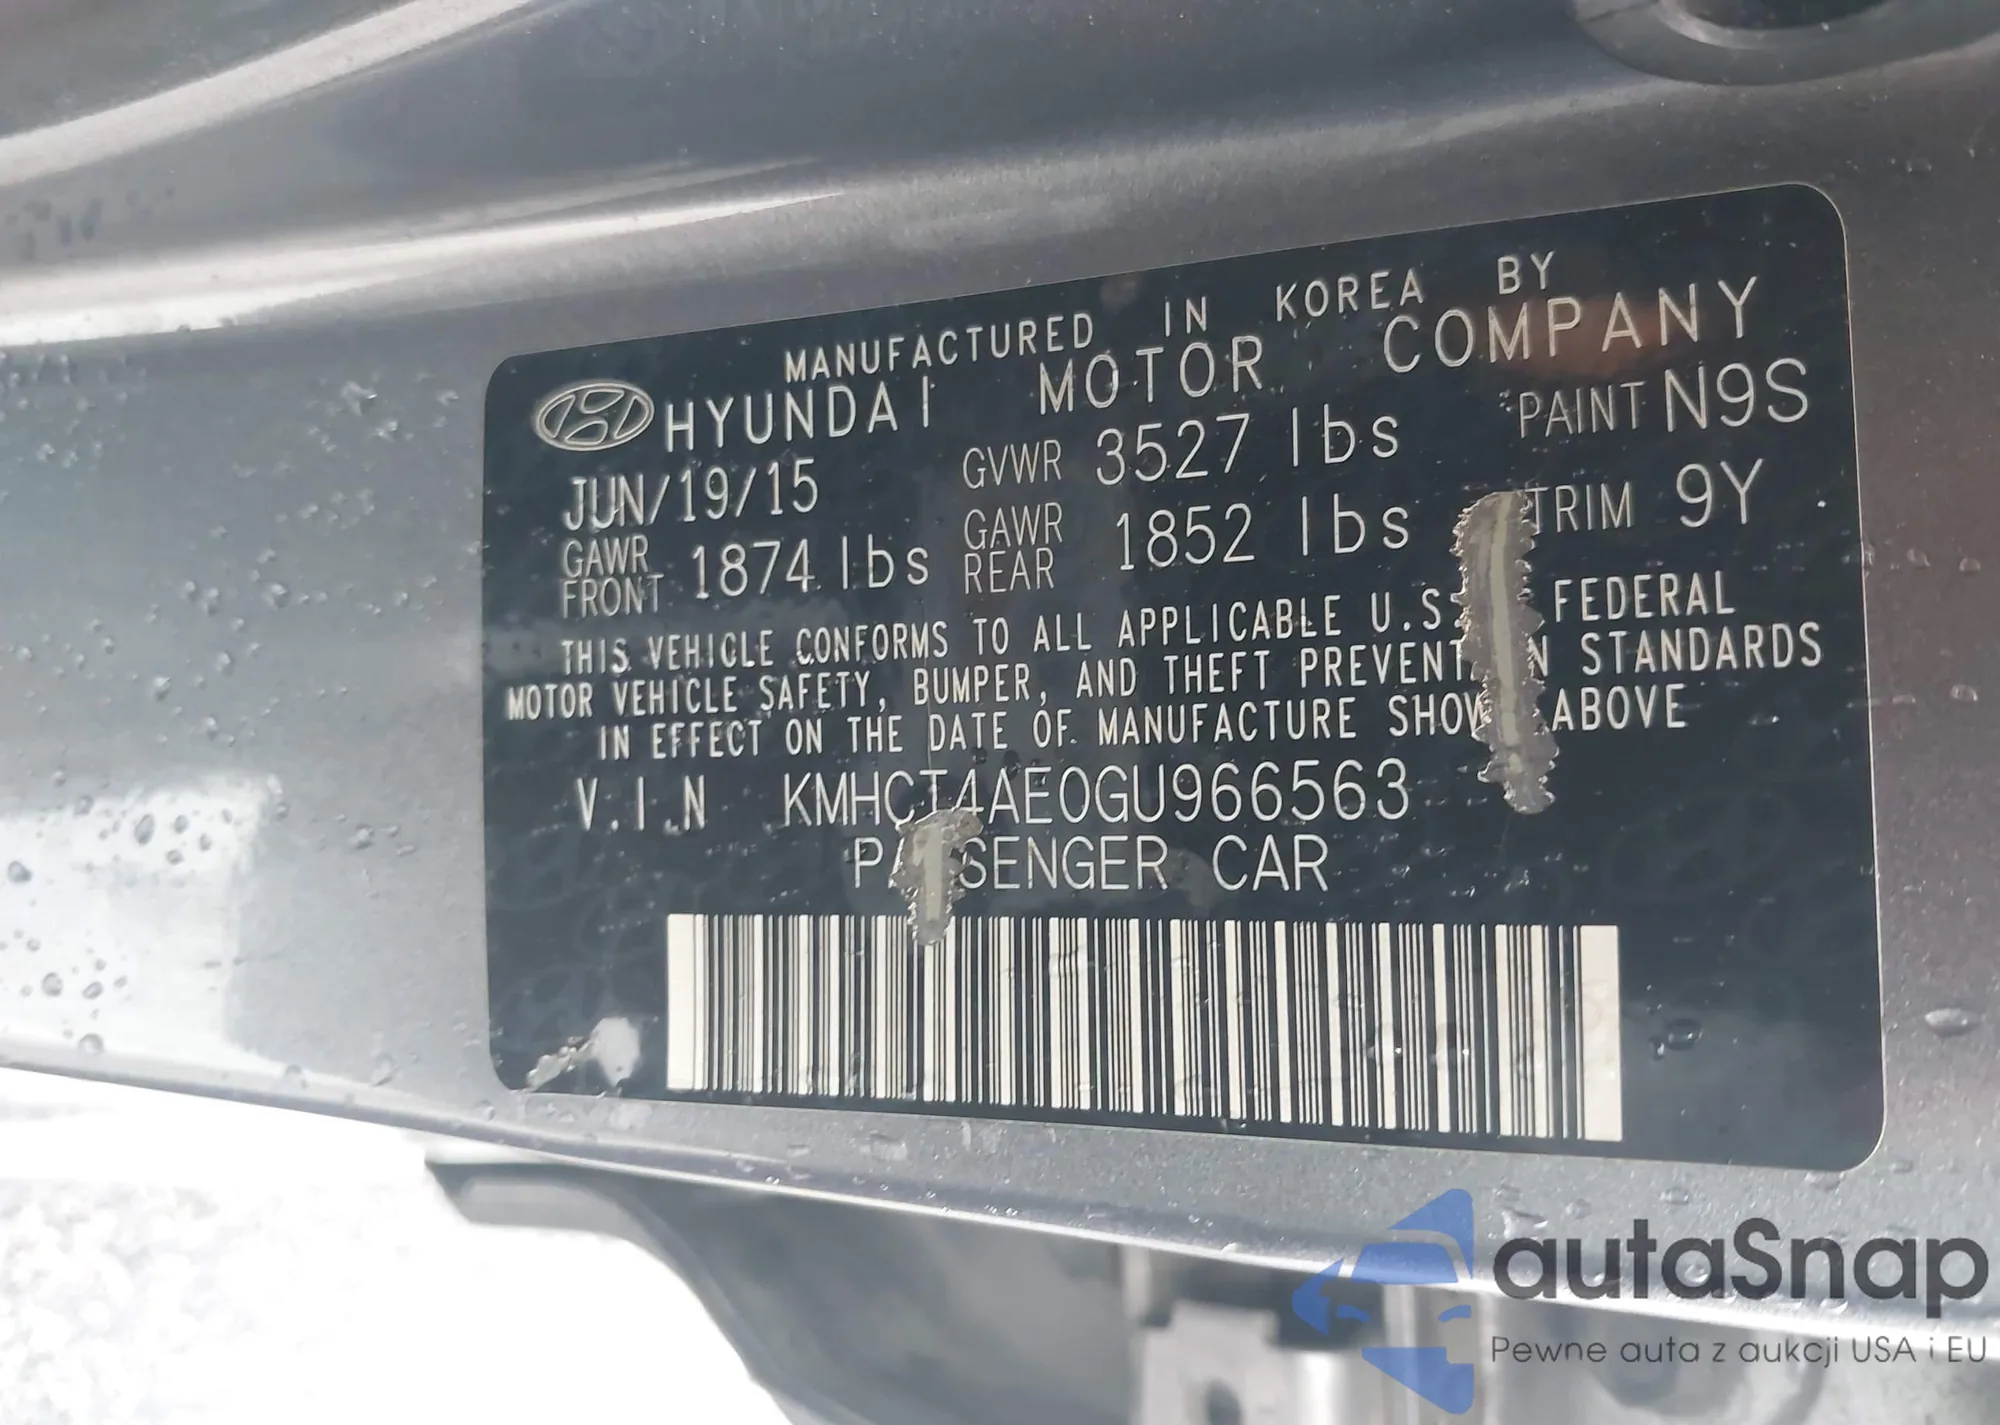 MANUFACTURED IN KOREA BY
HYUNDAI MOTOR COMPANY
JUN/19/15 GVWR 3527 lbs PAINT N9S
GAWR FRONT 1874 lbs GAWR REAR 1852 lbs TRIM 9Y
THIS VEHICLE CONFORMS TO ALL APPLICABLE U.S. FEDERAL
MOTOR VEHICLE SAFETY, BUMPER, AND THEFT PREVENT N STANDARDS
IN EFFECT ON THE DATE OF MANUFACTURE SHOW ABOVE
V.I.N KMHCT4AE0GU966563
PA SENGER CAR
autaSnap
Pewne auta z aukcji USA i EU